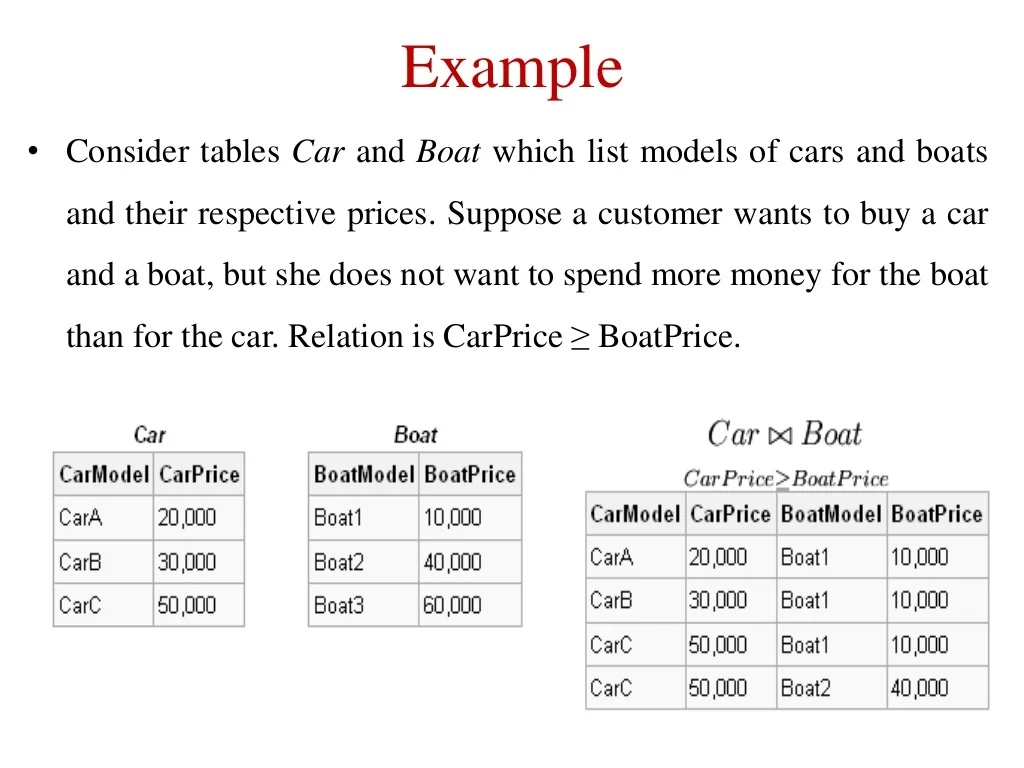 Example
• Consider tables Car and Boat which list models of cars and boats
and their respective prices. Suppose a customer wants to buy a car
and a boat, but she does not want to spend more money for the boat
than for the car. Relation is CarPrice ≥ BoatPrice.
Car
CarModel CarPrice
CarA 20,000
CarB 30,000
CarC 50,000
Boat
BoatModel BoatPrice
Boat1 10,000
Boat2 40,000
Boat3 60,000
Car ⋈ Boat
CarPrice≥BoatPrice
CarModel CarPrice BoatModel BoatPrice
CarA 20,000 Boat1 10,000
CarB 30,000 Boat1 10,000
CarC 50,000 Boat1 10,000
CarC 50,000 Boat2 40,000